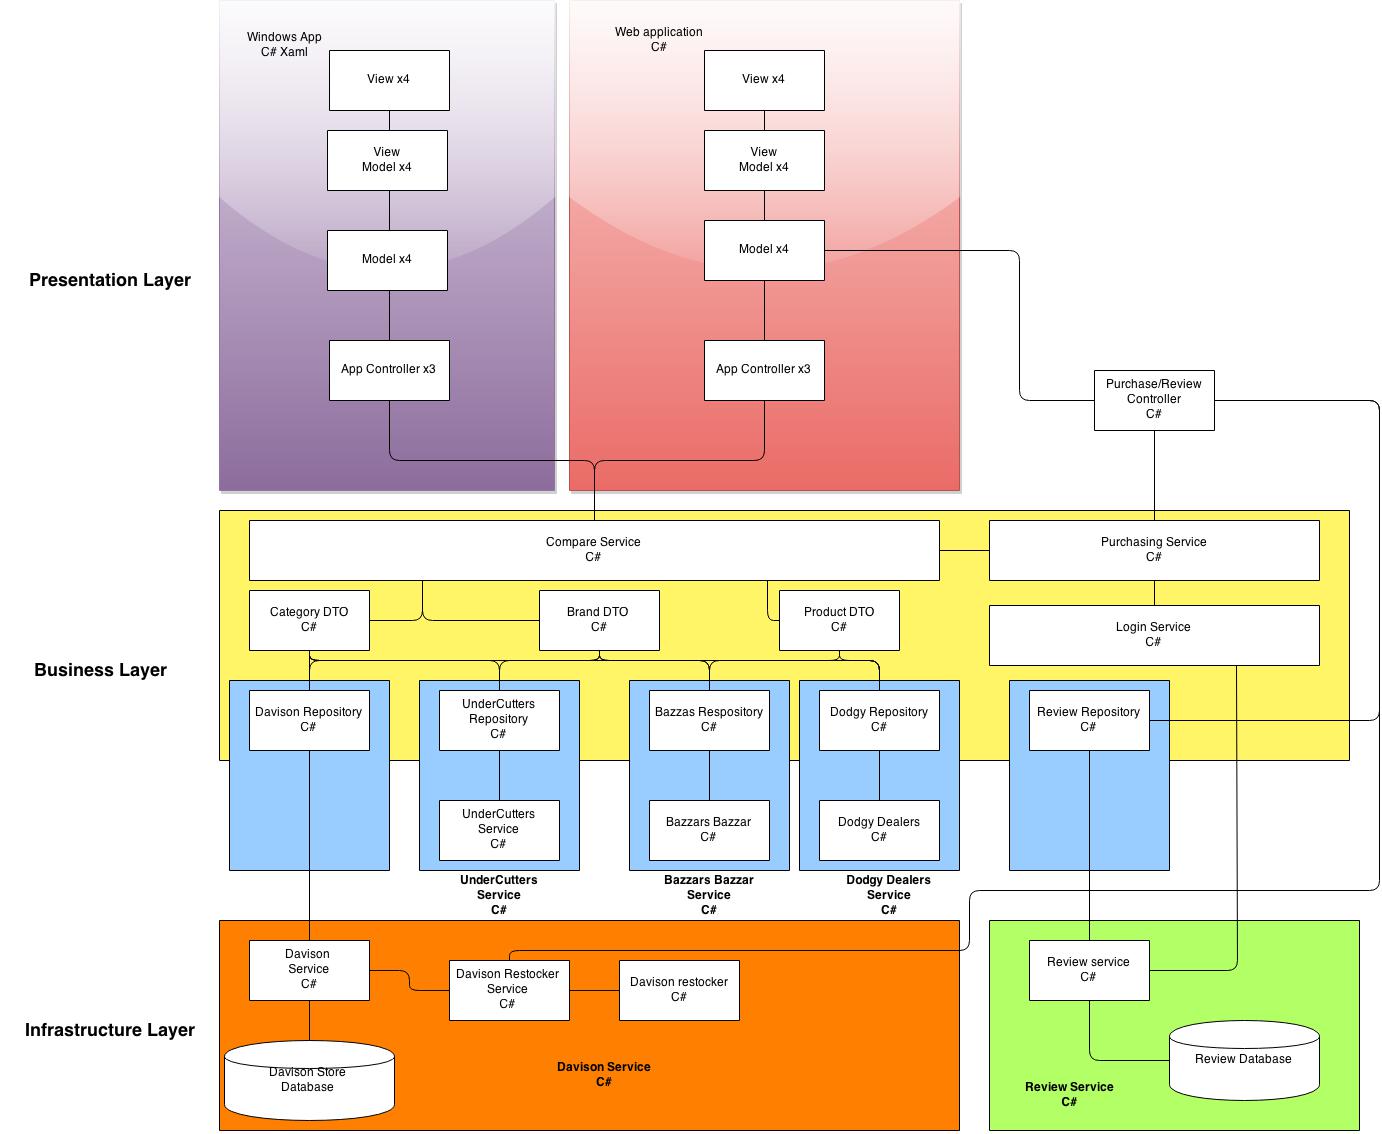 Windows App
C# Xaml
View x4
View
Model x4
Model x4
App Controller x3
Web application
C#
View x4
View
Model x4
Model x4
App Controller x3
Presentation Layer
Purchase/Review
Controller
C#
Compare Service
C#
Purchasing Service
C#
Category DTO
C#
Brand DTO
C#
Product DTO
C#
Login Service
C#
Business Layer
Davison Repository
C#
UnderCutters
Repository
C#
Bazzas Respository
C#
Dodgy Repository
C#
Review Repository
C#
UnderCutters
Service
C#
Bazzars Bazzar
C#
Dodgy Dealers
C#
UnderCutters
Service
C#
Bazzars Bazzar
Service
C#
Dodgy Dealers
Service
C#
Infrastructure Layer
Davison
Service
C#
Davison Restocker
Service
C#
Davison restocker
C#
Davison Store
Database
Davison Service
C#
Review service
C#
Review Database
Review Service
C#